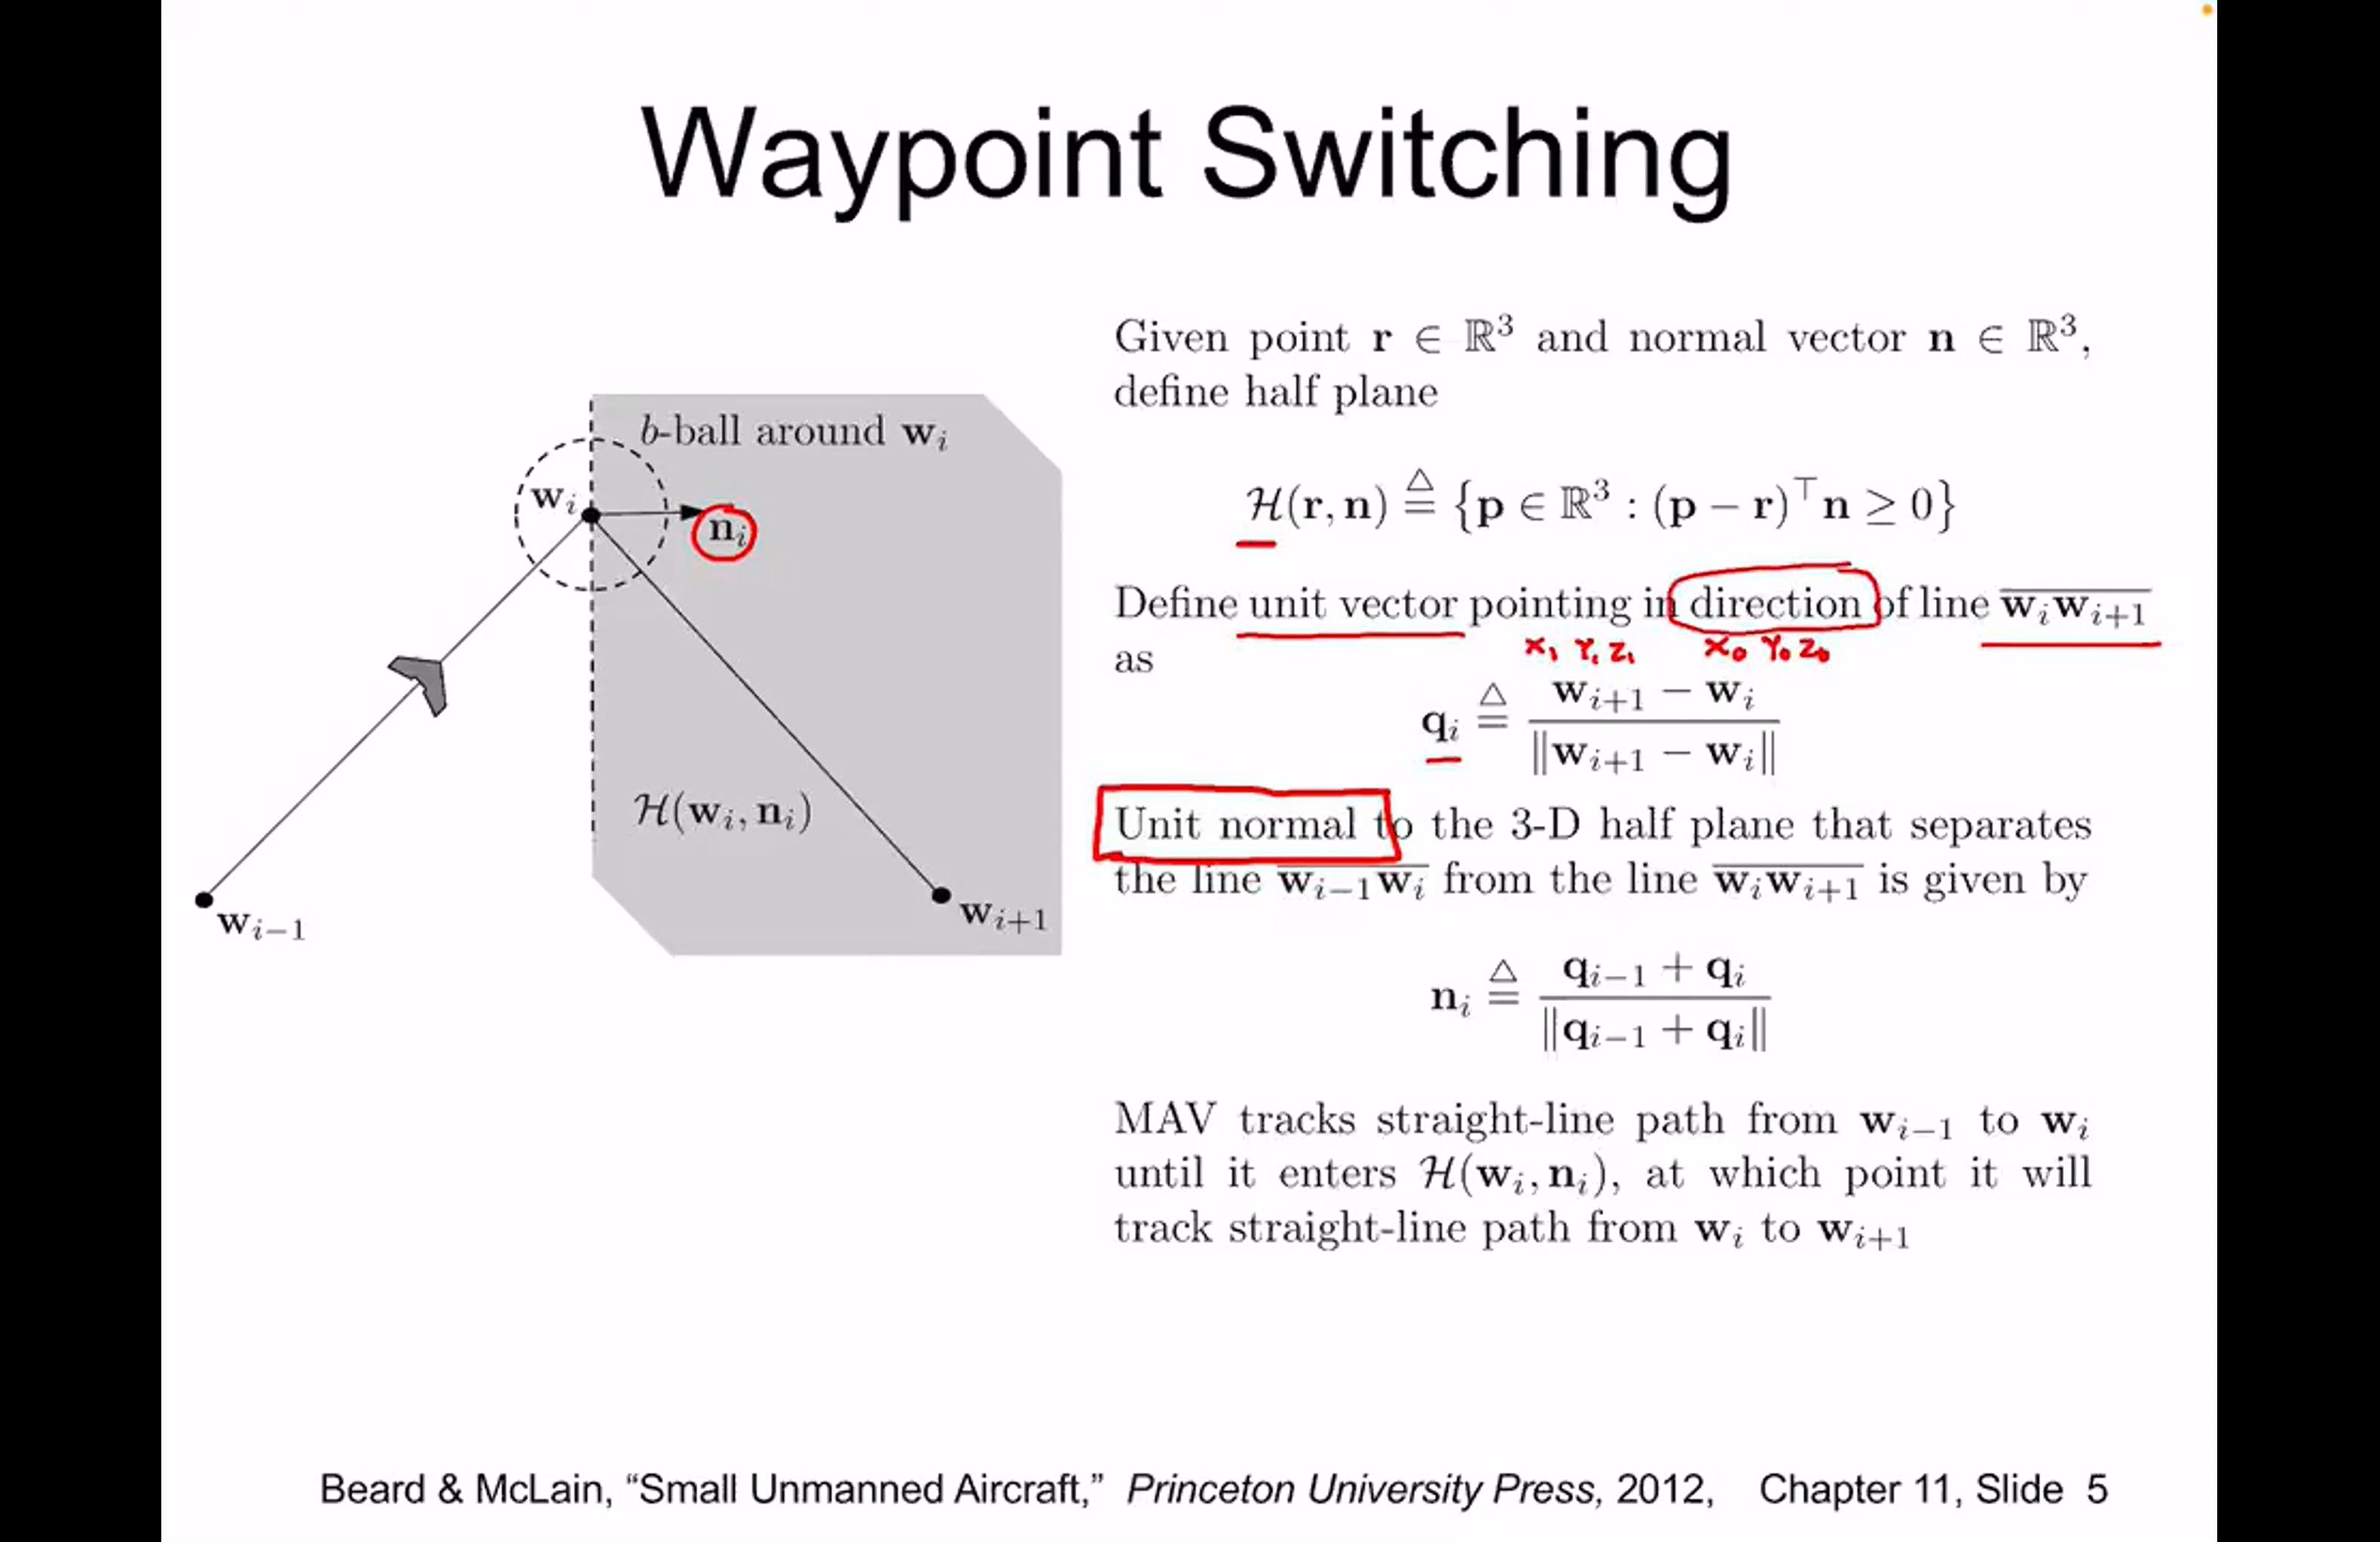 Waypoint Switching
b-ball around w_i
w_i
n_i
H(w_i, n_i)
w_{i−1}
w_{i+1}
Given point r ∈ ℝ³ and normal vector n ∈ ℝ³,
define half plane
H(r, n) ≜ {p ∈ ℝ³ : (p − r)^⊤ n ≥ 0}
Define unit vector pointing in direction of line \overline{w_i w_{i+1}}
X₁ Y₁ Z₁ X₀ Y₀ Z₀
as
q_i ≜ \frac{w_{i+1} − w_i}{‖w_{i+1} − w_i‖}
Unit normal to the 3-D half plane that separates
the line \overline{w_{i−1} w_i} from the line \overline{w_i w_{i+1}} is given by
n_i ≜ \frac{q_{i−1} + q_i}{‖q_{i−1} + q_i‖}
MAV tracks straight-line path from w_{i−1} to w_i
until it enters H(w_i, n_i), at which point it will
track straight-line path from w_i to w_{i+1}
Beard & McLain, “Small Unmanned Aircraft,” Princeton University Press, 2012, Chapter 11, Slide 5